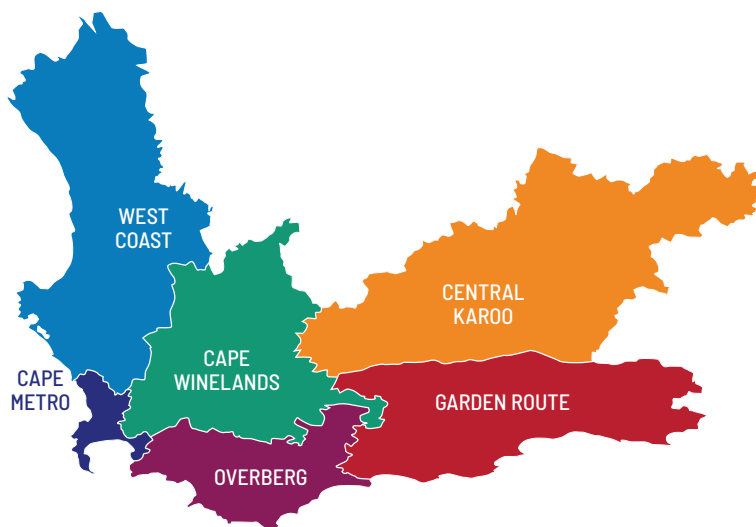 WEST
COAST
CENTRAL
KAROO
CAPE
WINELANDS
CAPE
METRO
GARDEN ROUTE
OVERBERG